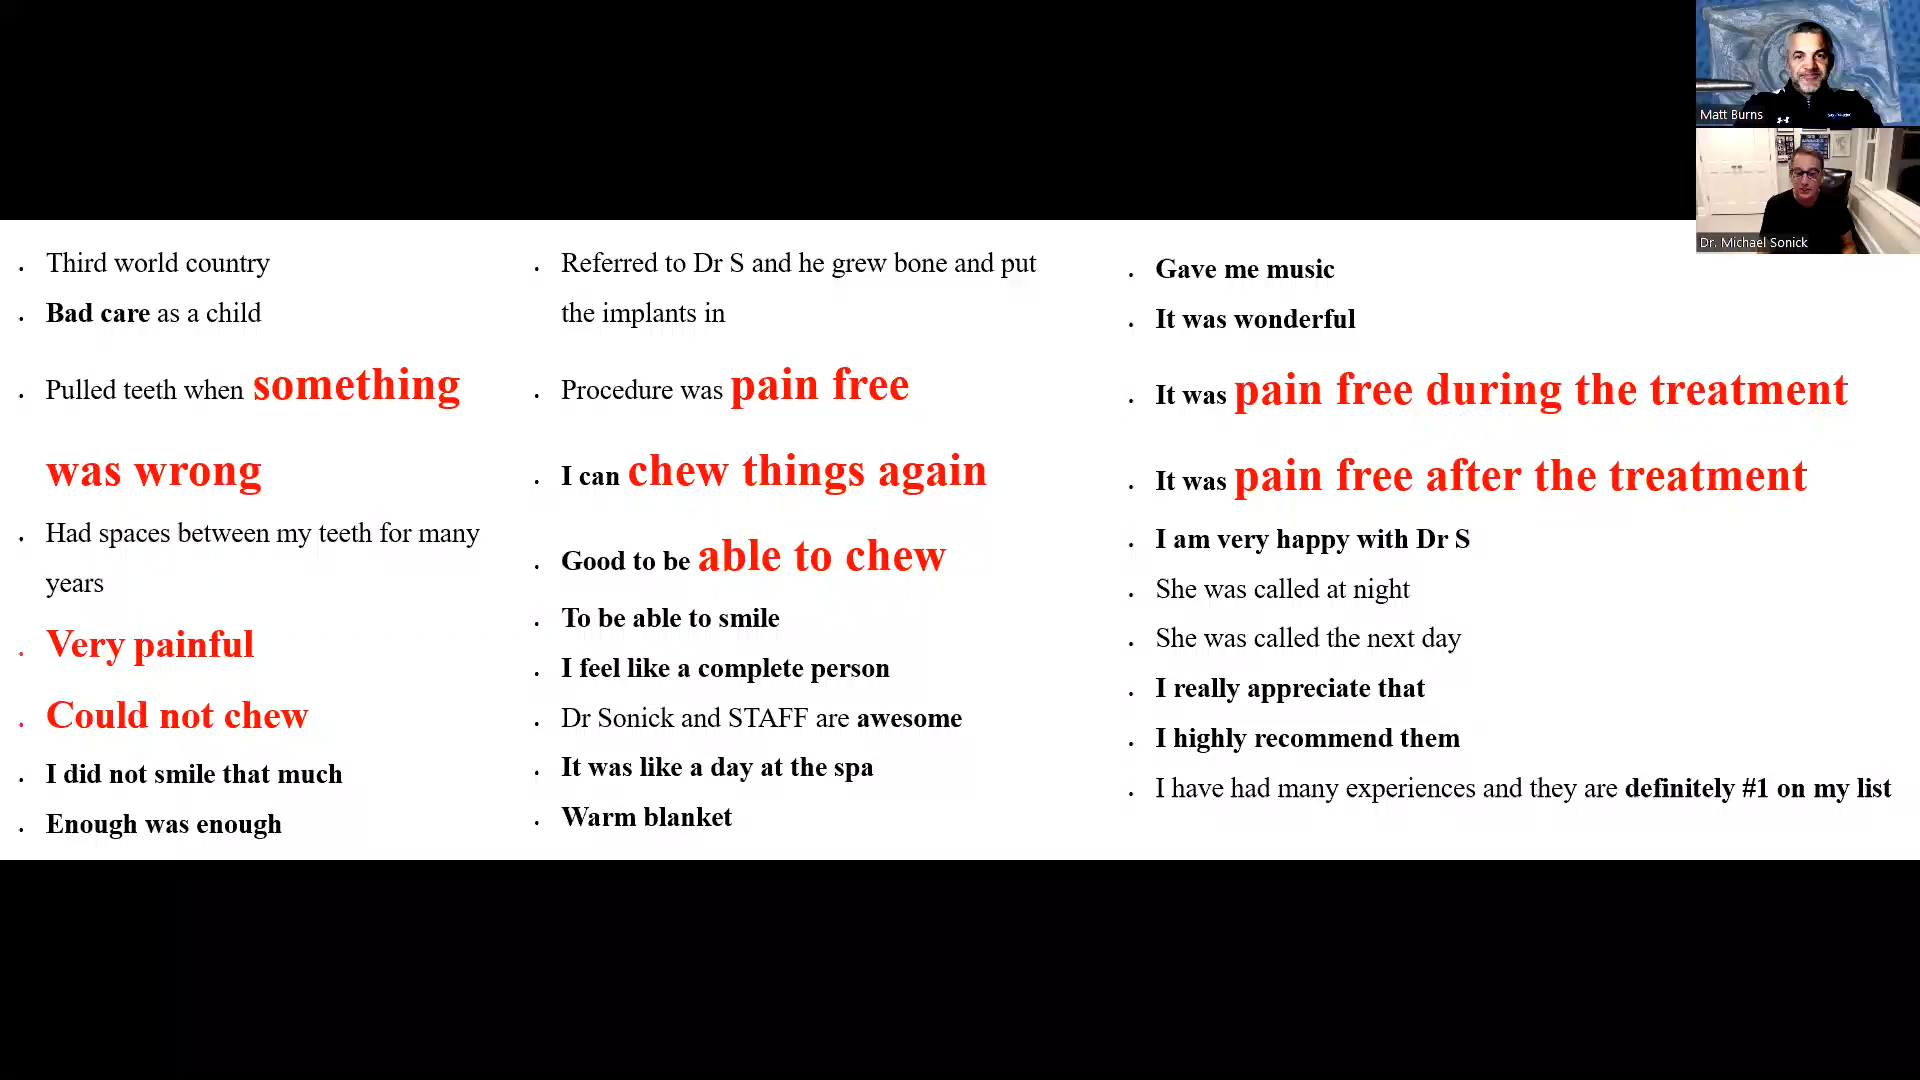 Third world country
Bad care as a child
Pulled teeth when something
was wrong
Had spaces between my teeth for many
years
Very painful
Could not chew
I did not smile that much
Enough was enough
Referred to Dr S and he grew bone and put
the implants in
Procedure was pain free
I can chew things again
Good to be able to chew
To be able to smile
I feel like a complete person
Dr Sonick and STAFF are awesome
It was like a day at the spa
Warm blanket
Gave me music
It was wonderful
It was pain free during the treatment
It was pain free after the treatment
I am very happy with Dr S
She was called at night
She was called the next day
I really appreciate that
I highly recommend them
I have had many experiences and they are definitely #1 on my list
Matt Burns
Dr. Michael Sonick